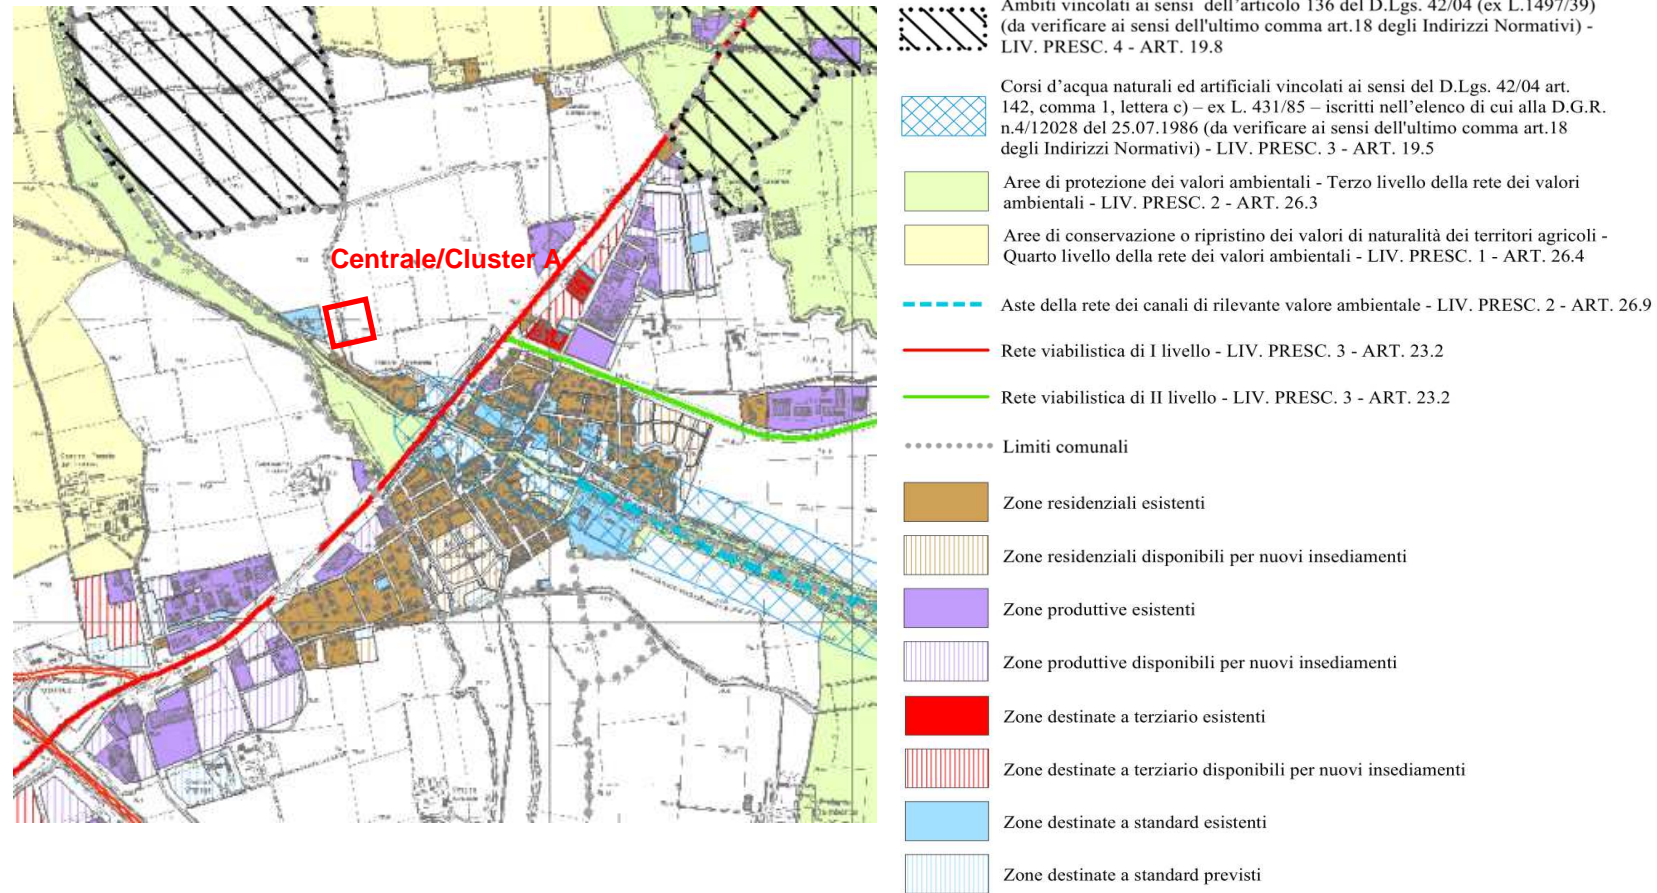 Ambiti vincolati ai sensi dell'articolo 136 del D.Lgs. 42/04 (ex L.1497/39)
(da verificare ai sensi dell'ultimo comma art.18 degli Indirizzi Normativi) -
LIV. PRESC. 4 - ART. 19.8
Corsi d'acqua naturali ed artificiali vincolati ai sensi del D.Lgs. 42/04 art.
142, comma 1, lettera c) – ex L. 431/85 – iscritti nell'elenco di cui alla D.G.R.
n.4/12028 del 25.07.1986 (da verificare ai sensi dell'ultimo comma art.18
degli Indirizzi Normativi) - LIV. PRESC. 3 - ART. 19.5
Aree di protezione dei valori ambientali - Terzo livello della rete dei valori
ambientali - LIV. PRESC. 2 - ART. 26.3
Aree di conservazione o ripristino dei valori di naturalità dei territori agricoli -
Quarto livello della rete dei valori ambientali - LIV. PRESC. 1 - ART. 26.4
Aste della rete dei canali di rilevante valore ambientale - LIV. PRESC. 2 - ART. 26.9
Rete viabilistica di I livello - LIV. PRESC. 3 - ART. 23.2
Rete viabilistica di II livello - LIV. PRESC. 3 - ART. 23.2
Limiti comunali
Zone residenziali esistenti
Zone residenziali disponibili per nuovi insediamenti
Zone produttive esistenti
Zone produttive disponibili per nuovi insediamenti
Zone destinate a terziario esistenti
Zone destinate a terziario disponibili per nuovi insediamenti
Zone destinate a standard esistenti
Zone destinate a standard previsti
Centrale/Cluster A